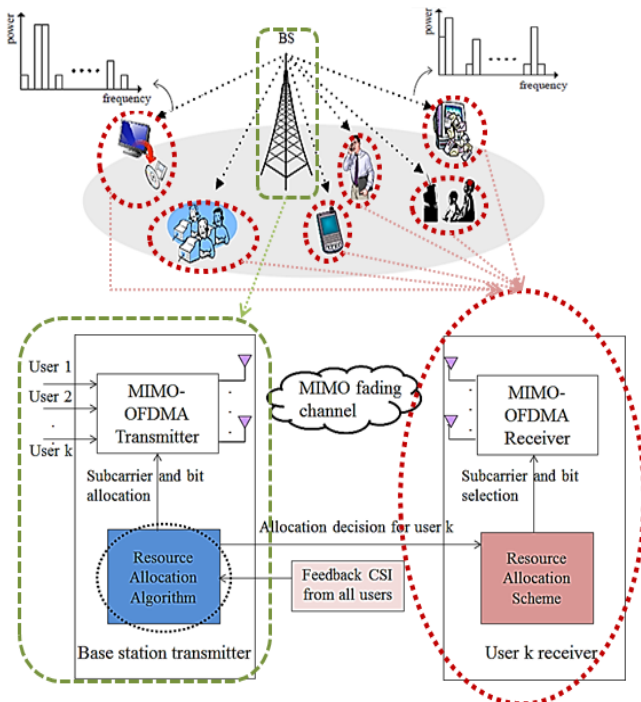 power
frequency
BS
power
frequency
User 1
User 2
User k
MIMO-
OFDMA
Transmitter
Subcarrier and bit
allocation
Resource
Allocation
Algorithm
Base station transmitter
MIMO fading
channel
Allocation decision for user k
Feedback CSI
from all users
MIMO-
OFDMA
Receiver
Subcarrier and bit
selection
Resource
Allocation
Scheme
User k receiver